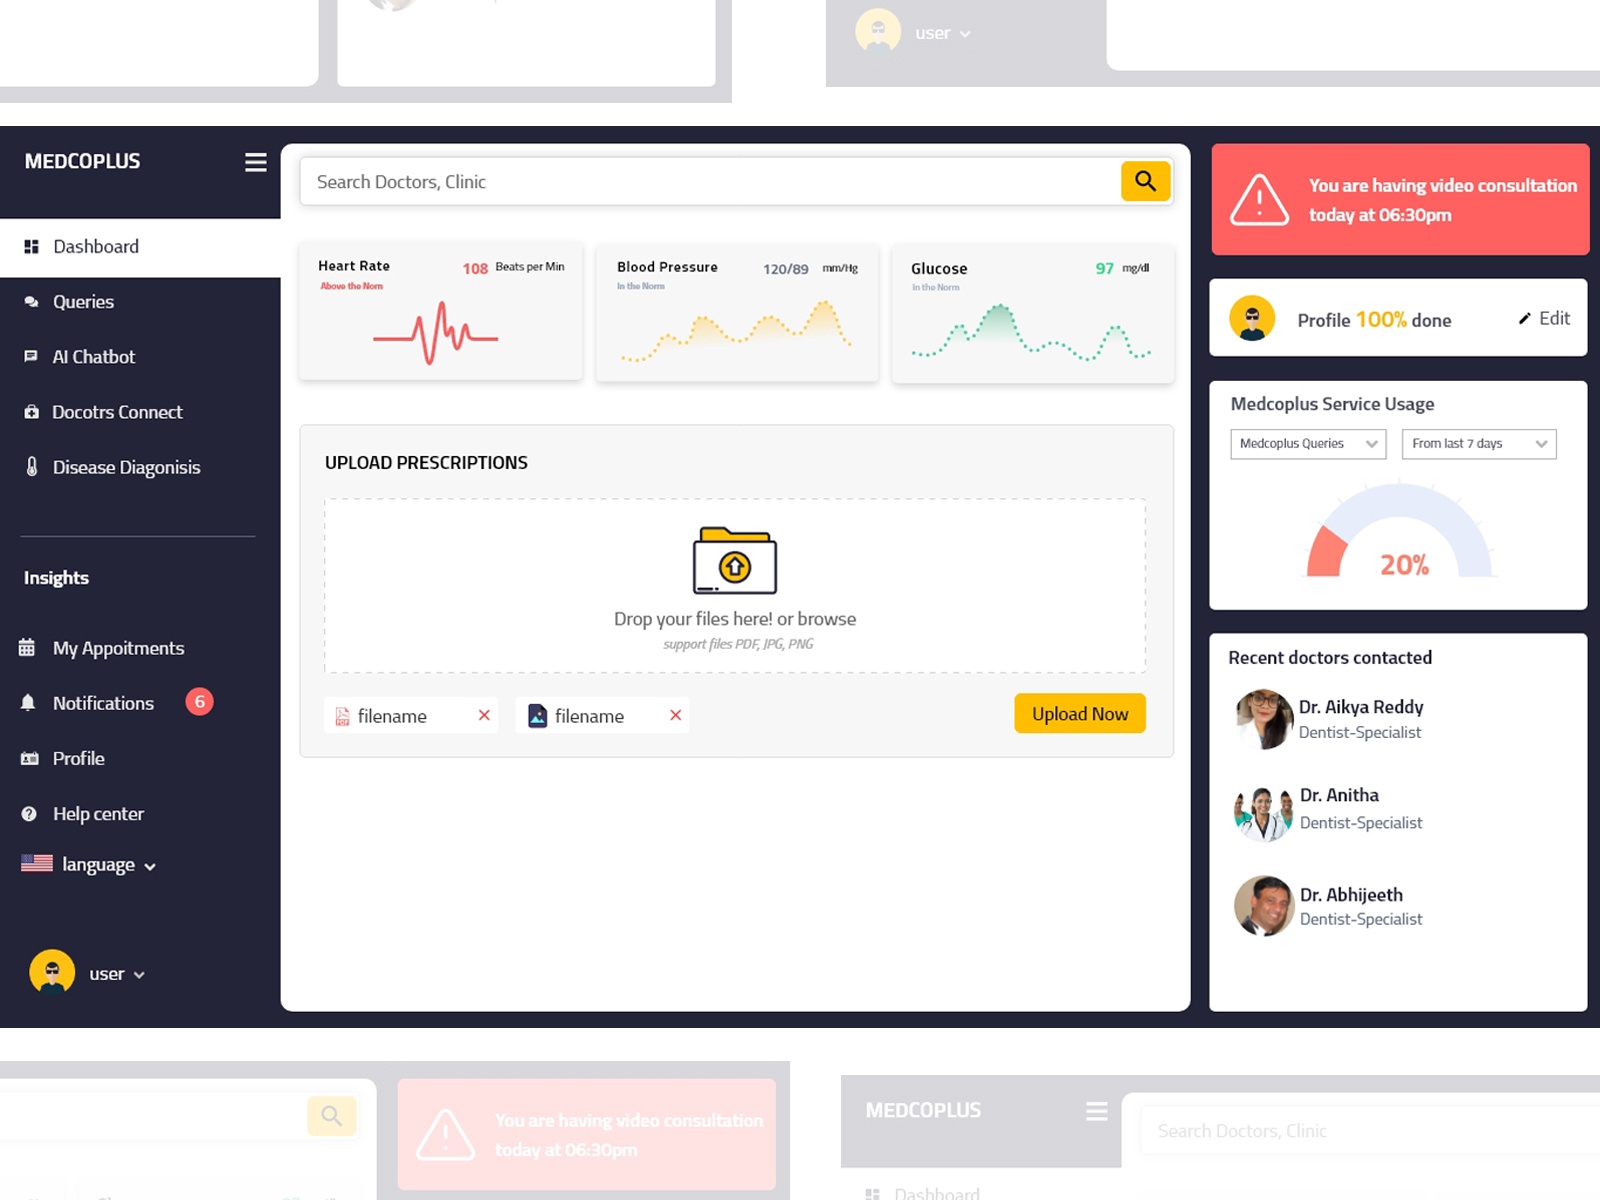 user
MEDCOPLUS
Dashboard
Queries
AI Chatbot
Docotrs Connect
Disease Diagonisis
Insights
My Appoitments
Notifications 6
Profile
Help center
language
user
Search Doctors, Clinic
Heart Rate 108 Beats per Min
Above the Norm
Blood Pressure 120/89 mm/Hg
In the Norm
Glucose 97 mg/dl
In the Norm
UPLOAD PRESCRIPTIONS
Drop your files here! or browse
support files PDF, JPG, PNG
PDF filename
filename
Upload Now
You are having video consultation
today at 06:30pm
Profile 100% done
Edit
Medcoplus Service Usage
Medcoplus Queries
From last 7 days
20%
Recent doctors contacted
Dr. Aikya Reddy
Dentist-Specialist
Dr. Anitha
Dentist-Specialist
Dr. Abhijeeth
Dentist-Specialist
You are having video consultation
today at 06:30pm
MEDCOPLUS
Search Doctors, Clinic
Dashboard